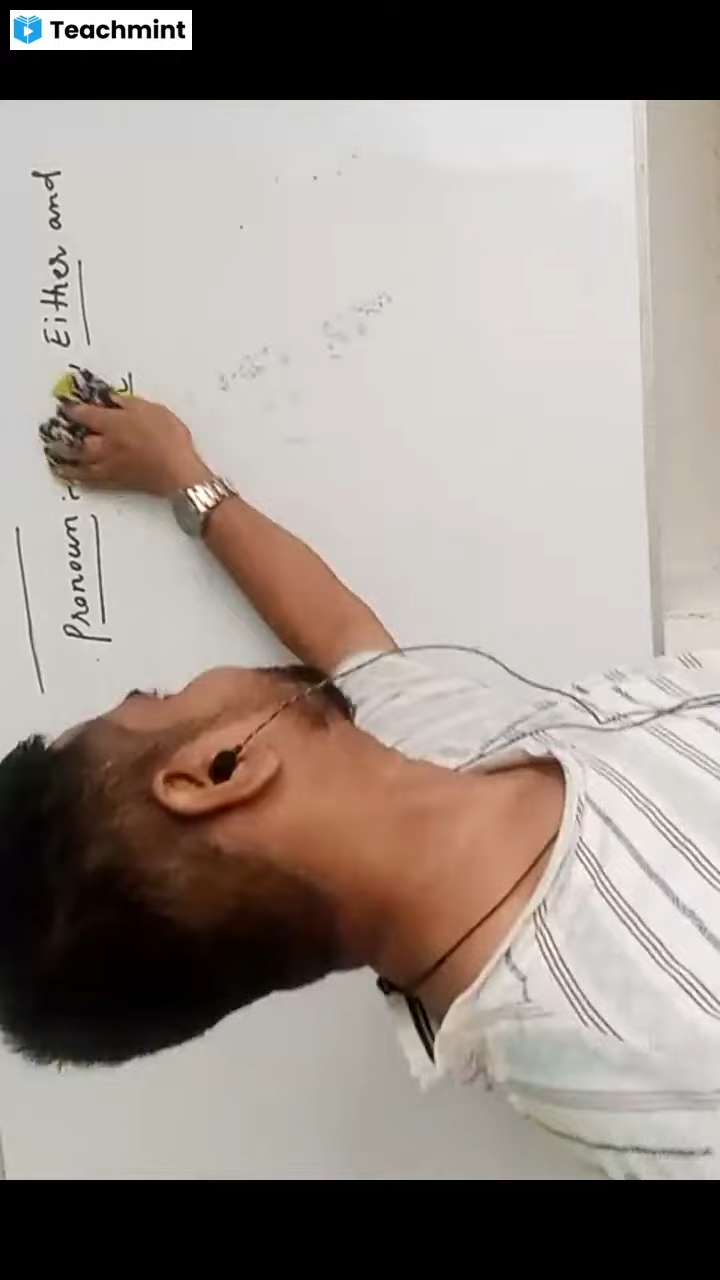 Teachmint
Pronoun :- Either and